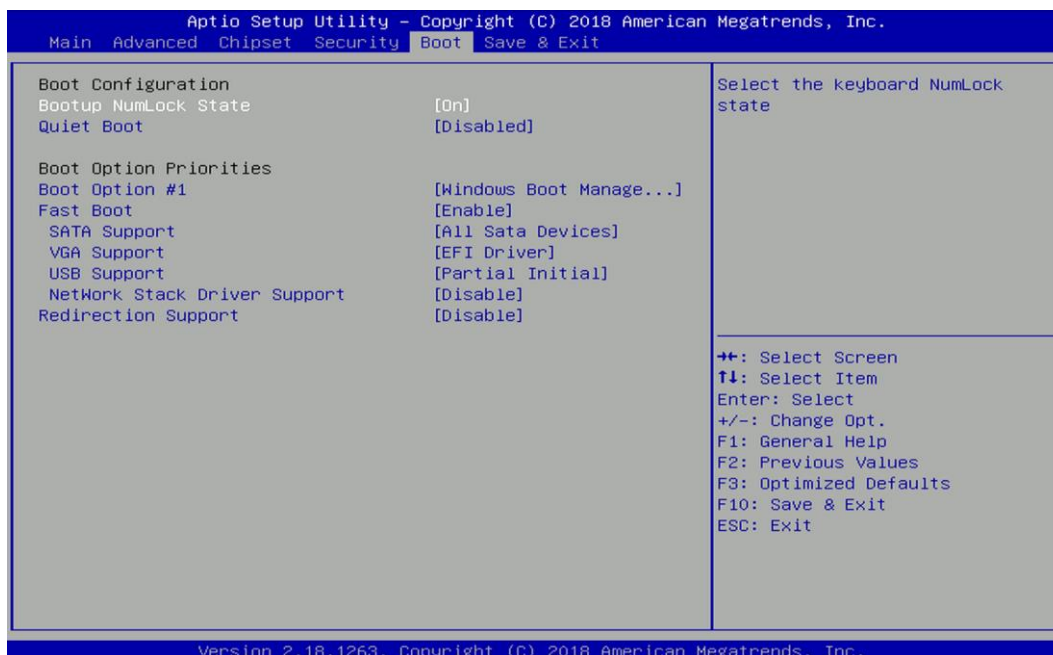 Aptio Setup Utility – Copyright (C) 2018 American Megatrends, Inc.
Main Advanced Chipset Security Boot Save & Exit
Boot Configuration
Bootup NumLock State [On]
Quiet Boot [Disabled]
Boot Option Priorities
Boot Option #1 [Windows Boot Manage...]
Fast Boot [Enable]
SATA Support [All Sata Devices]
VGA Support [EFI Driver]
USB Support [Partial Initial]
NetWork Stack Driver Support [Disable]
Redirection Support [Disable]
Select the keyboard NumLock
state
→←: Select Screen
↑↓: Select Item
Enter: Select
+/-: Change Opt.
F1: General Help
F2: Previous Values
F3: Optimized Defaults
F10: Save & Exit
ESC: Exit
Version 2.18.1263. Copyright (C) 2018 American Megatrends, Inc.